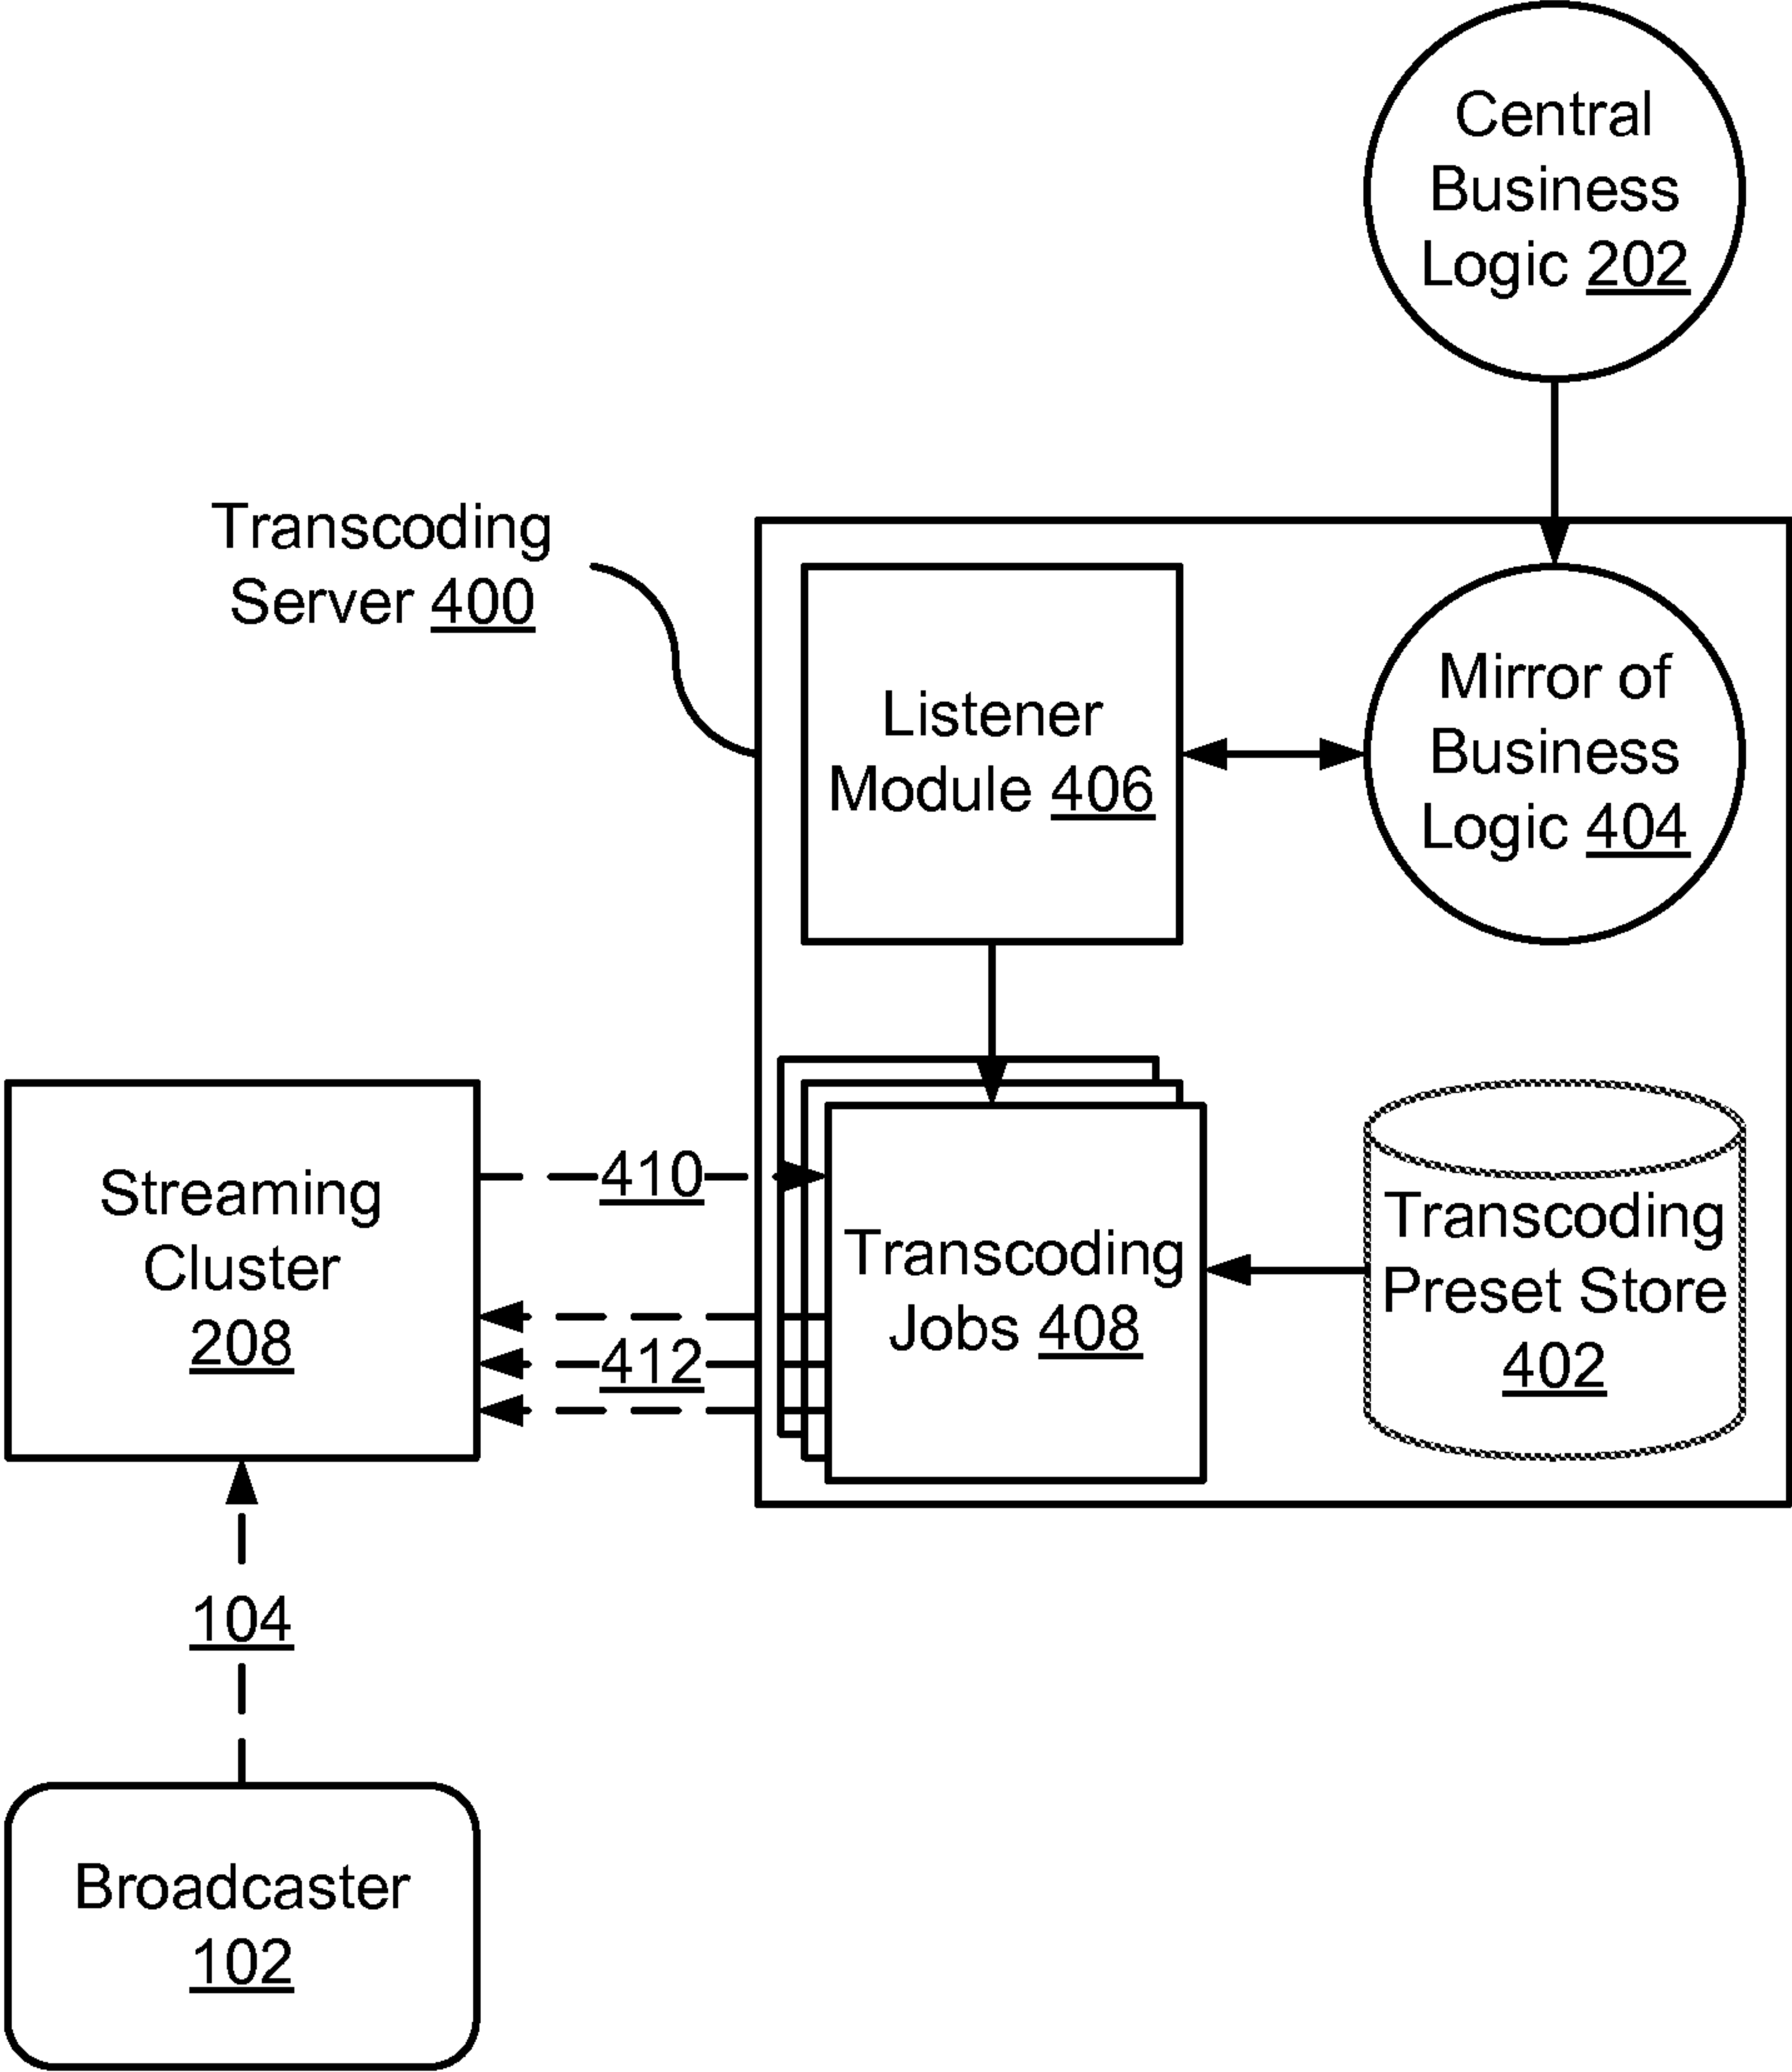 Central
Business
Logic 202
Transcoding
Server 400
Listener
Module 406
Mirror of
Business
Logic 404
Streaming
Cluster
208
410
412
Transcoding
Jobs 408
Transcoding
Preset Store
402
104
Broadcaster
102